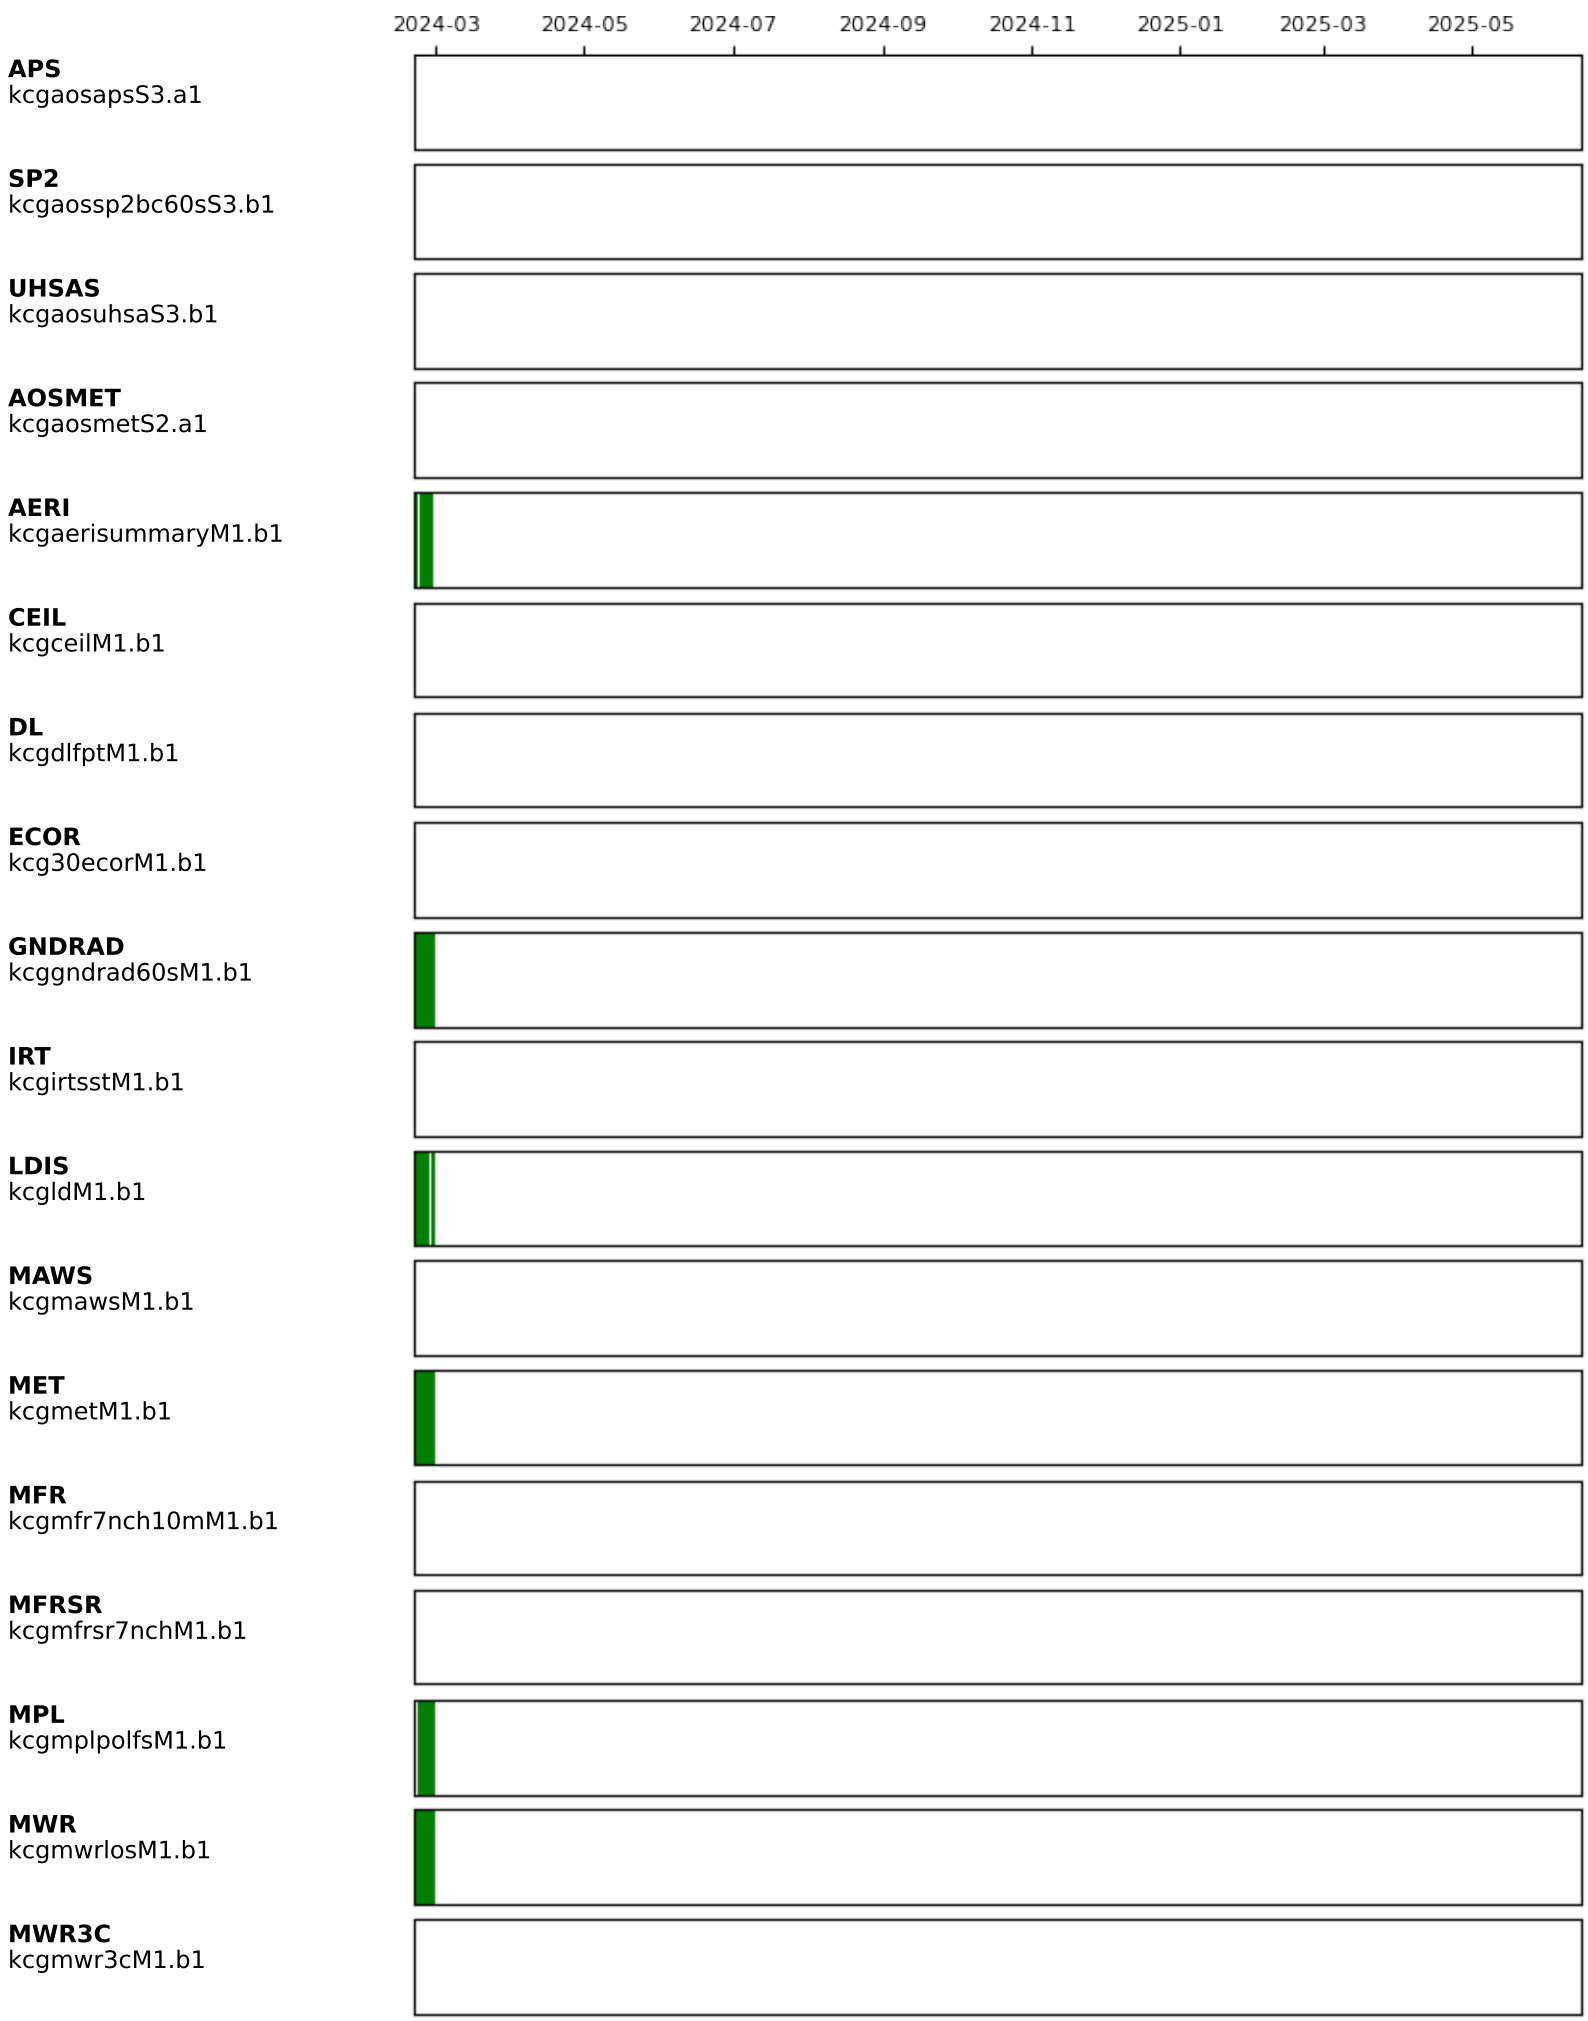 2024-03 2024-05 2024-07 2024-09 2024-11 2025-01 2025-03 2025-05
APS
kcgaosapsS3.a1
SP2
kcgaossp2bc60sS3.b1
UHSAS
kcgaosuhsaS3.b1
AOSMET
kcgaosmetS2.a1
AERI
kcgaerisummaryM1.b1
CEIL
kcgceilM1.b1
DL
kcgdlfptM1.b1
ECOR
kcg30ecorM1.b1
GNDRAD
kcggndrad60sM1.b1
IRT
kcgirtsstM1.b1
LDIS
kcgldM1.b1
MAWS
kcgmawsM1.b1
MET
kcgmetM1.b1
MFR
kcgmfr7nch10mM1.b1
MFRSR
kcgmfrsr7nchM1.b1
MPL
kcgmplpolfsM1.b1
MWR
kcgmwrlosM1.b1
MWR3C
kcgmwr3cM1.b1